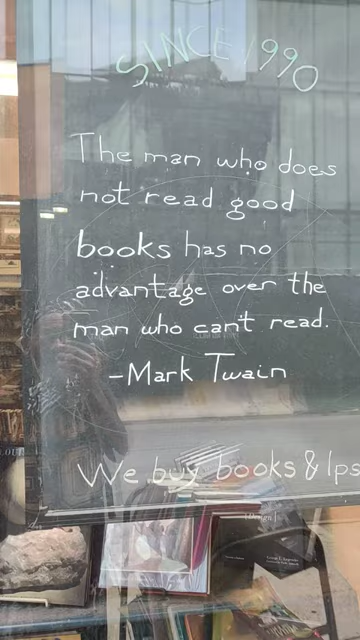 SINCE 1990
The man who does
not read good
books has no
advantage over the
man who can't read.
-Mark Twain
We buy books & lps